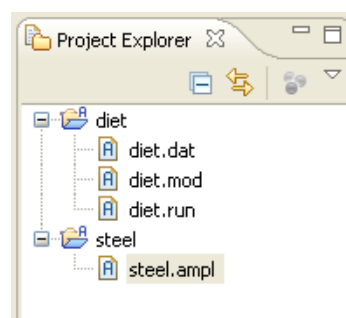 Project Explorer
diet
diet.dat
diet.mod
diet.run
steel
steel.ampl